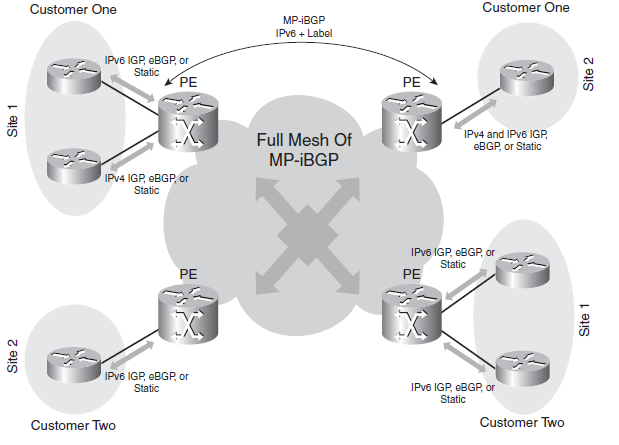 Customer One
Customer One
MP-iBGP
IPv6 + Label
IPv6 IGP, eBGP, or
Static
PE
PE
Site 1
Site 2
Full Mesh Of
MP-iBGP
IPv4 and IPv6 IGP,
eBGP, or Static
IPv4 IGP, eBGP, or
Static
IPv6 IGP, eBGP, or
Static
PE
PE
Site 2
Site 1
IPv6 IGP, eBGP, or
Static
IPv6 IGP, eBGP, or
Static
Customer Two
Customer Two